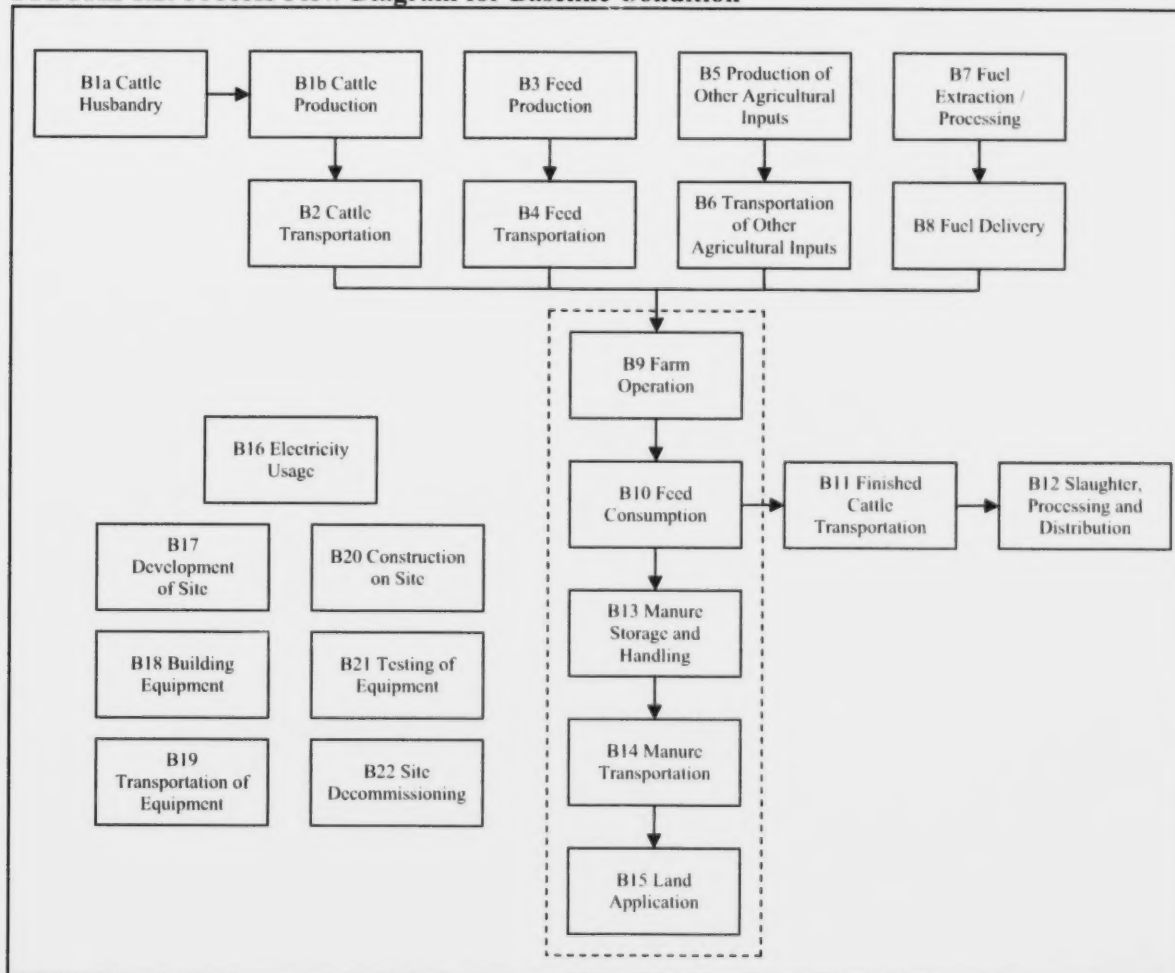 Process Flow Diagram for Baseline Condition
B1a Cattle
Husbandry
B1b Cattle
Production
B3 Feed
Production
B5 Production of
Other Agricultural
Inputs
B7 Fuel
Extraction /
Processing
B2 Cattle
Transportation
B4 Feed
Transportation
B6 Transportation
of Other
Agricultural Inputs
B8 Fuel Delivery
B9 Farm
Operation
B16 Electricity
Usage
B10 Feed
Consumption
B11 Finished
Cattle
Transportation
B12 Slaughter,
Processing and
Distribution
B17
Development
of Site
B20 Construction
on Site
B13 Manure
Storage and
Handling
B18 Building
Equipment
B21 Testing of
Equipment
B14 Manure
Transportation
B19
Transportation of
Equipment
B22 Site
Decommissioning
B15 Land
Application